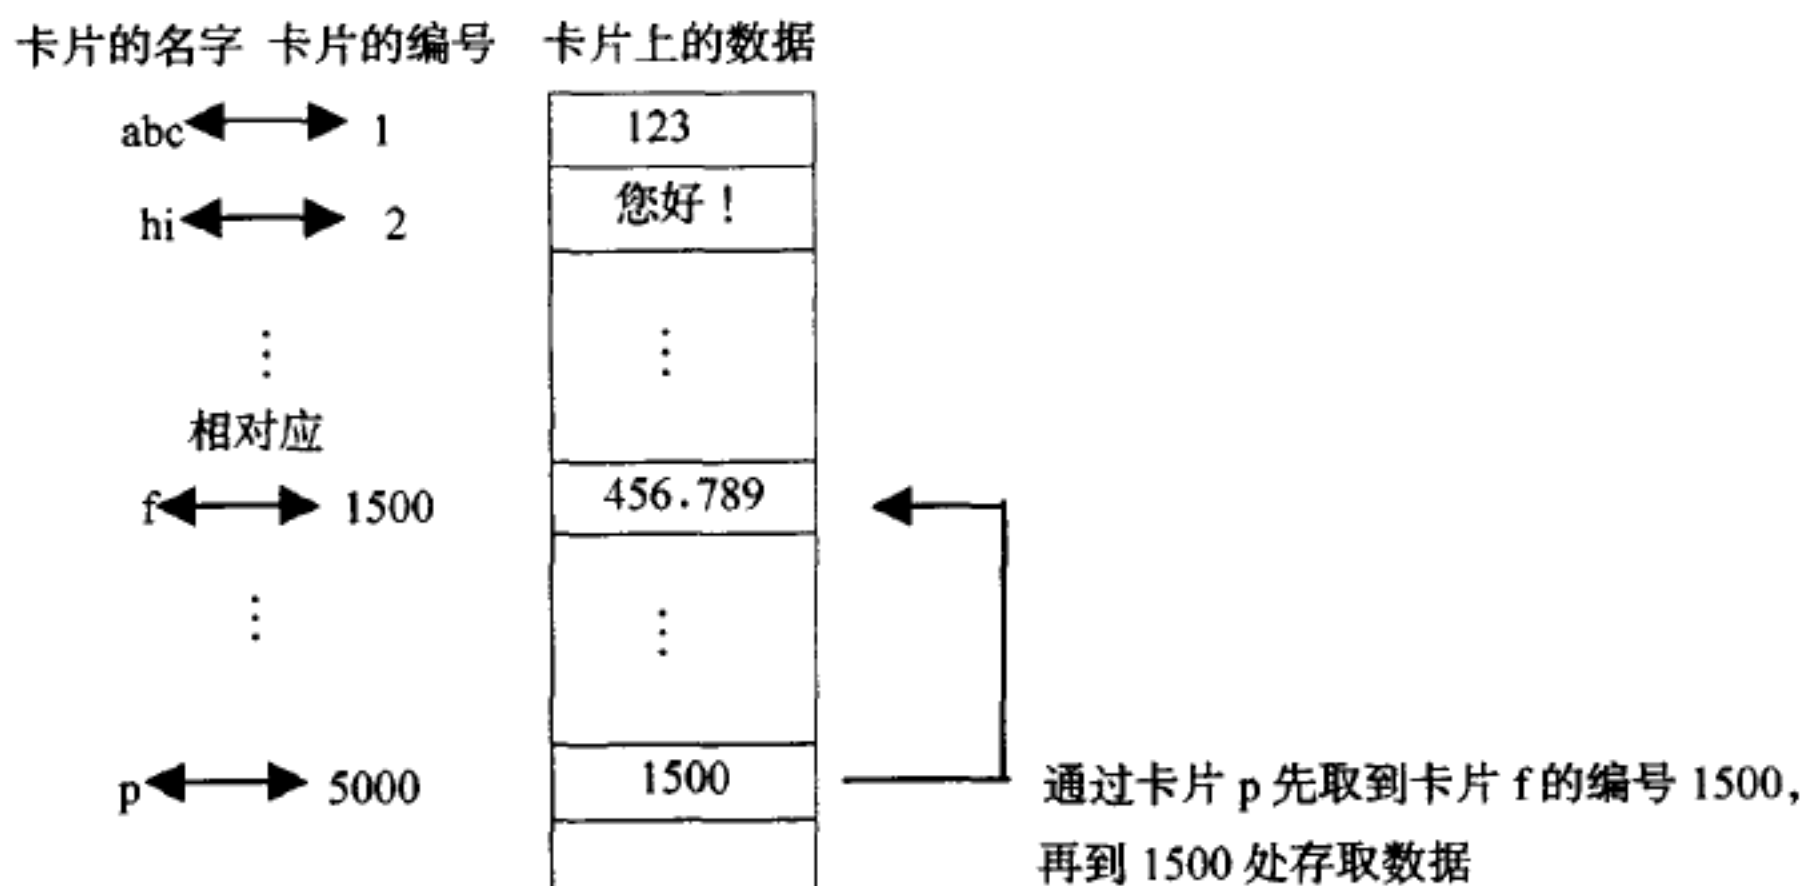 卡片的名字 卡片的编号 卡片上的数据
abc 1 123
hi 2 您好！
⋮ ⋮
相对应
f 1500 456.789
⋮ ⋮
p 5000 1500
通过卡片 p 先取到卡片 f 的编号 1500，
再到 1500 处存取数据